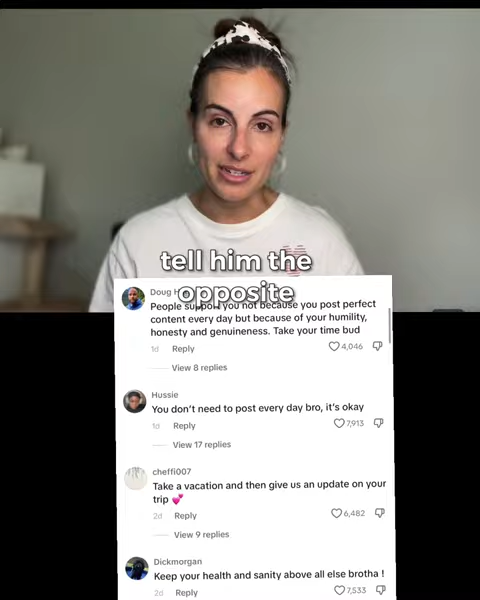 tell him the
opposite
Doug H
People support you not because you post perfect
content every day but because of your humility,
honesty and genuineness. Take your time bud
1d Reply 4,046
View 8 replies
Hussie
You don't need to post every day bro, it's okay
1d Reply 7,913
View 17 replies
cheffi007
Take a vacation and then give us an update on your
trip 💕
2d Reply 6,482
View 9 replies
Dickmorgan
Keep your health and sanity above all else brotha !
2d Reply 7,533